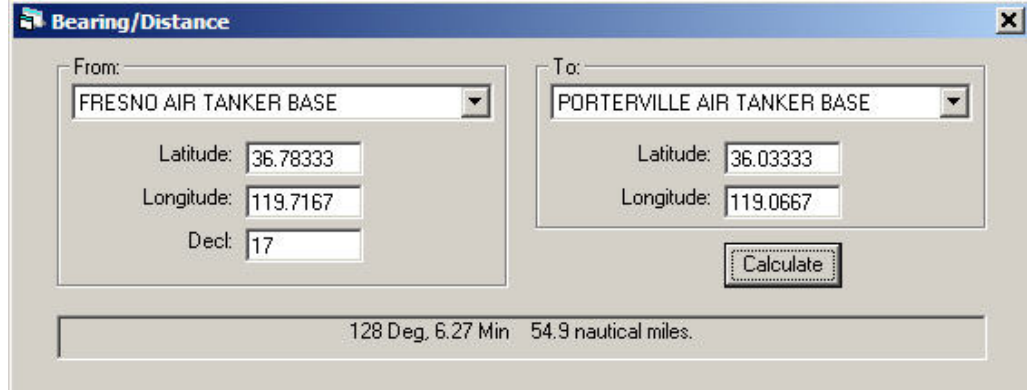 Bearing/Distance
From:
FRESNO AIR TANKER BASE
Latitude: 36.78333
Longitude: 119.7167
Decl: 17
To:
PORTERVILLE AIR TANKER BASE
Latitude: 36.03333
Longitude: 119.0667
Calculate
128 Deg, 6.27 Min 54.9 nautical miles.